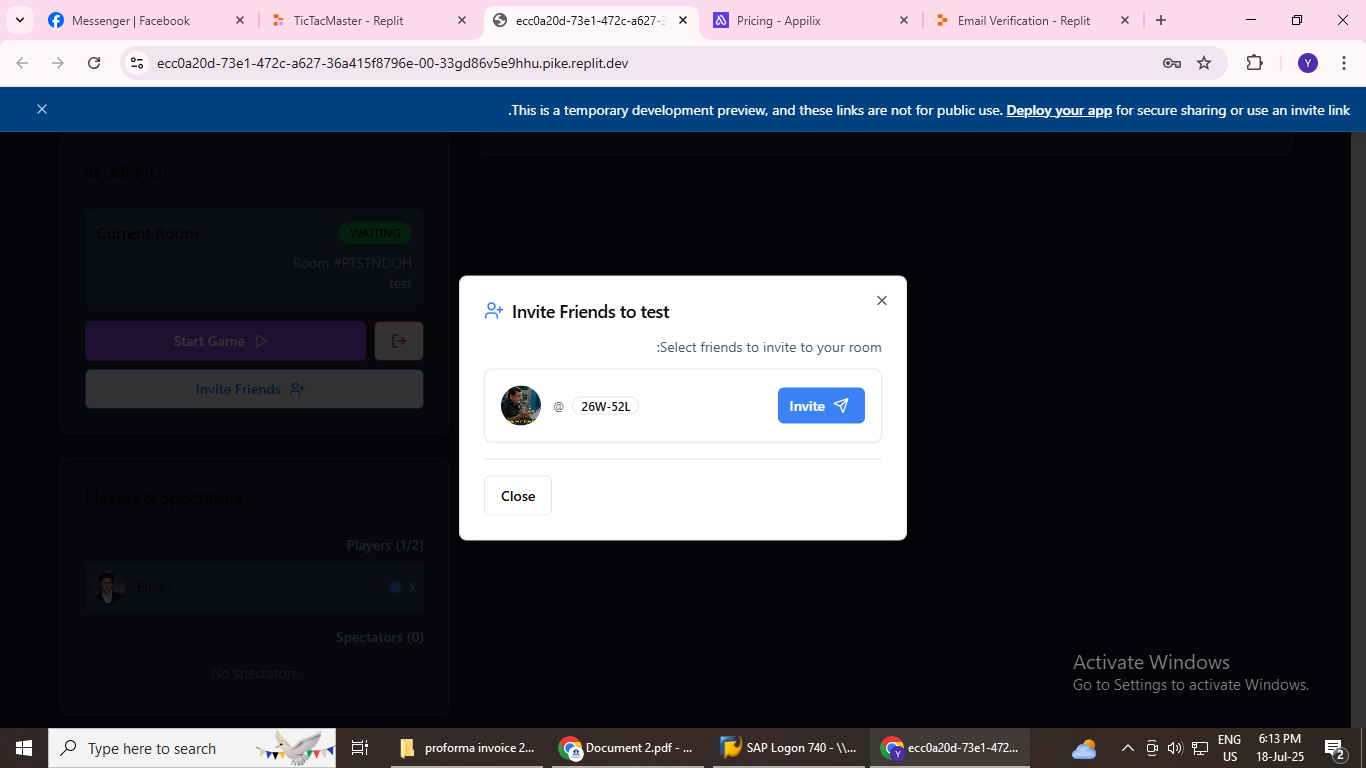 Messenger | Facebook
TicTacMaster - Replit
ecc0a20d-73e1-472c-a627-3
Pricing - Appilix
Email Verification - Replit
ecc0a20d-73e1-472c-a627-36a415f8796e-00-33gd86v5e9hhu.pike.replit.dev
Y
.This is a temporary development preview, and these links are not for public use. Deploy your app for secure sharing or use an invite link
إدارة الغرفة
Current Room
WAITING
Room #PTSTNDOH
test
Start Game
Invite Friends
Players & Spectators
Players (1/2)
Ethan
X
Spectators (0)
No spectators
Invite Friends to test
:Select friends to invite to your room
@ 26W-52L
Invite
Close
Activate Windows
Go to Settings to activate Windows.
Type here to search
proforma invoice 2...
Document 2.pdf - ...
SAP Logon 740 - \\...
ecc0a20d-73e1-472...
ENG
US
6:13 PM
18-Jul-25
2